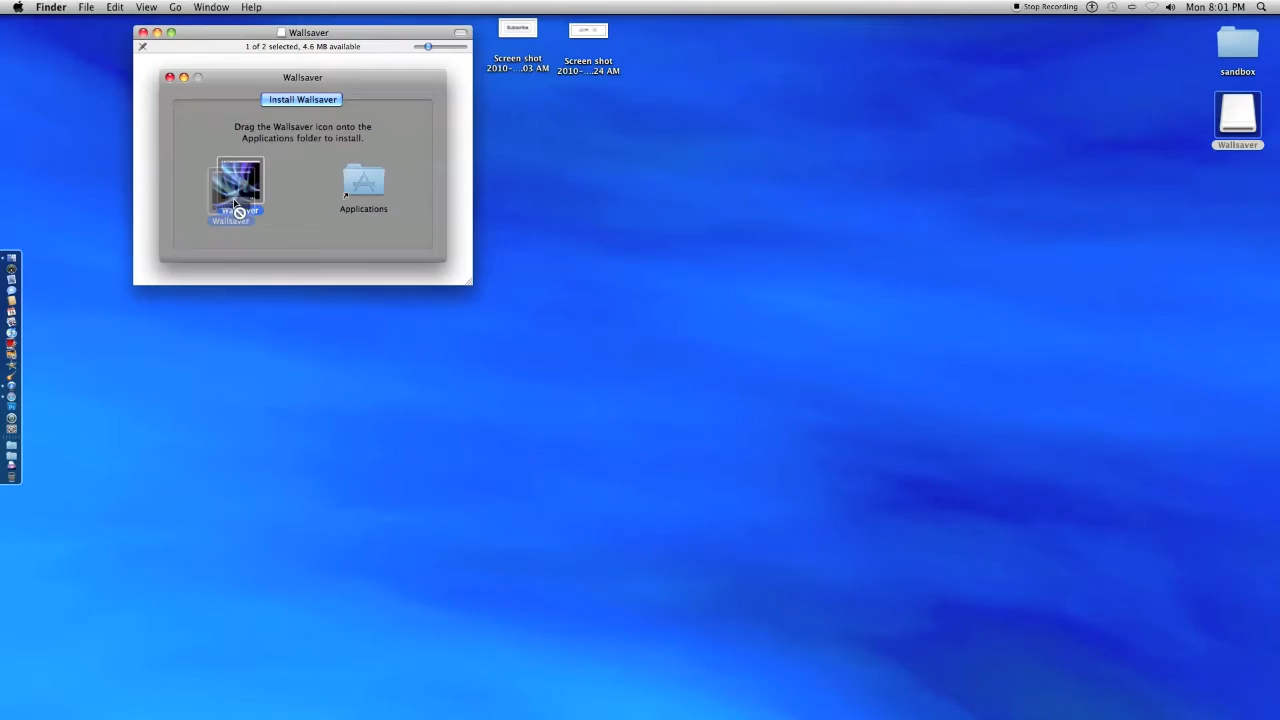 Finder File Edit View Go Window Help
Stop Recording
Mon 8:01 PM
Wallsaver
1 of 2 selected, 4.6 MB available
Wallsaver
Install Wallsaver
Drag the Wallsaver icon onto the
Applications folder to install.
Wallsaver
Applications
Subscribe
Screen shot
2010-....03 AM
Screen shot
2010-....24 AM
sandbox
Wallsaver